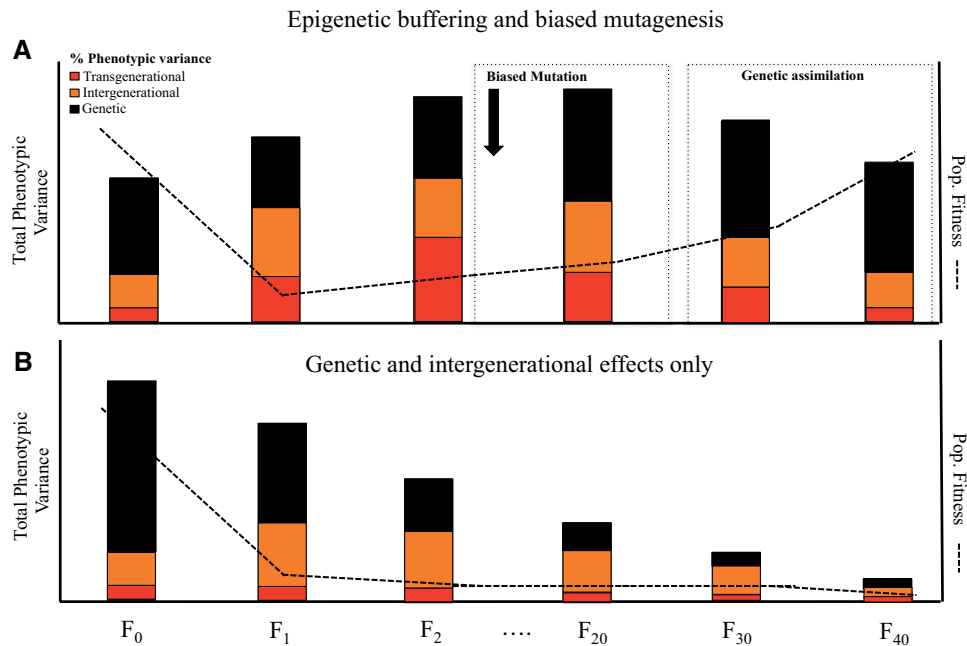 Epigenetic buffering and biased mutagenesis
A
% Phenotypic variance
Transgenerational
Intergenerational
Genetic
Biased Mutation
Genetic assimilation
Total Phenotypic
Variance
Pop. Fitness ----
B
Genetic and intergenerational effects only
Total Phenotypic
Variance
Pop. Fitness ----
F0 F1 F2 .... F20 F30 F40